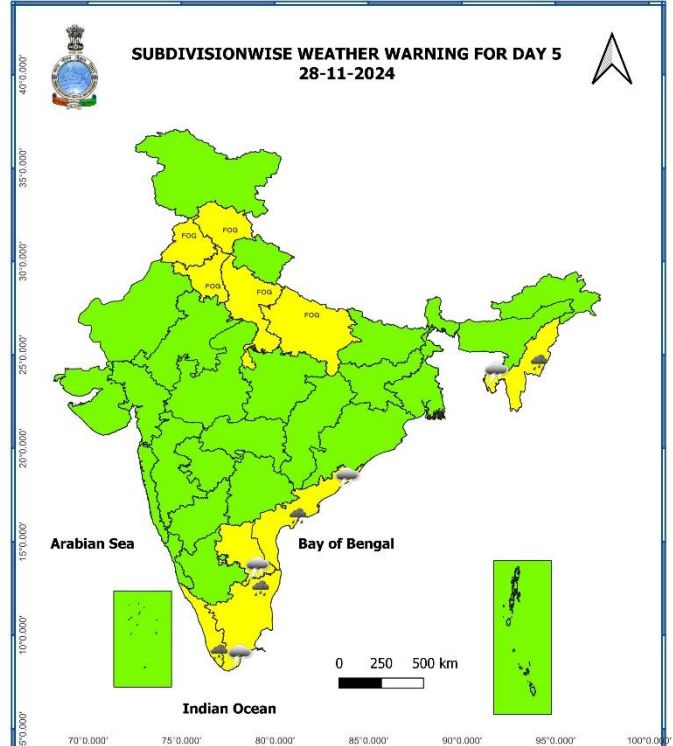 SUBDIVISIONWISE WEATHER WARNING FOR DAY 5
28-11-2024
40°0.000'
35°0.000'
FOG
FOG
30°0.000'
FOG
FOG
FOG
25°0.000'
20°0.000'
15°0.000'
Arabian Sea
Bay of Bengal
10°0.000'
0 250 500 km
Indian Ocean
5°0.000'
70°0.000' 75°0.000' 80°0.000' 85°0.000' 90°0.000' 95°0.000' 100°0.000'